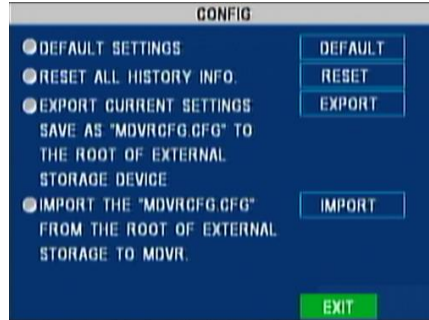 CONFIG
DEFAULT SETTINGS DEFAULT
RESET ALL HISTORY INFO. RESET
EXPORT CURRENT SETTINGS EXPORT
SAVE AS "MDVRCFG.CFG" TO
THE ROOT OF EXTERNAL
STORAGE DEVICE
IMPORT THE "MDVRCFG.CFG" IMPORT
FROM THE ROOT OF EXTERNAL
STORAGE TO MDVR.
EXIT